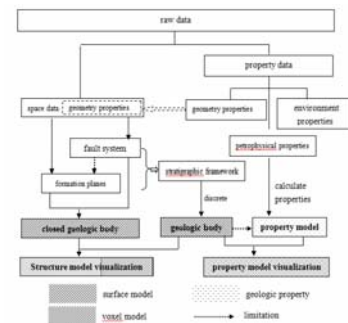 raw data
property data
space data
geometry properties
geometry properties
environment
properties
petrophysical properties
fault system
stratigraphic framework
formation planes
calculate
properties
discrete
closed geologic body
geologic body
property model
Structure model visualization
property model visualization
surface model
geologic property
voxel model
limitation